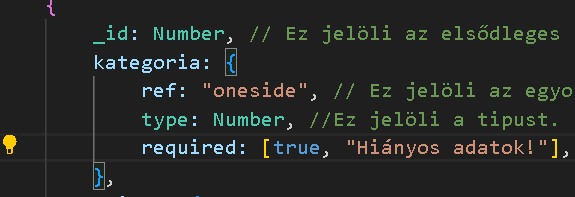 {
_id: Number, // Ez jelöli az elsődleges
kategoria: {
ref: "oneside", // Ez jelöli az egyo
type: Number, //Ez jelöli a tipust.
required: [true, "Hiányos adatok!"],
},